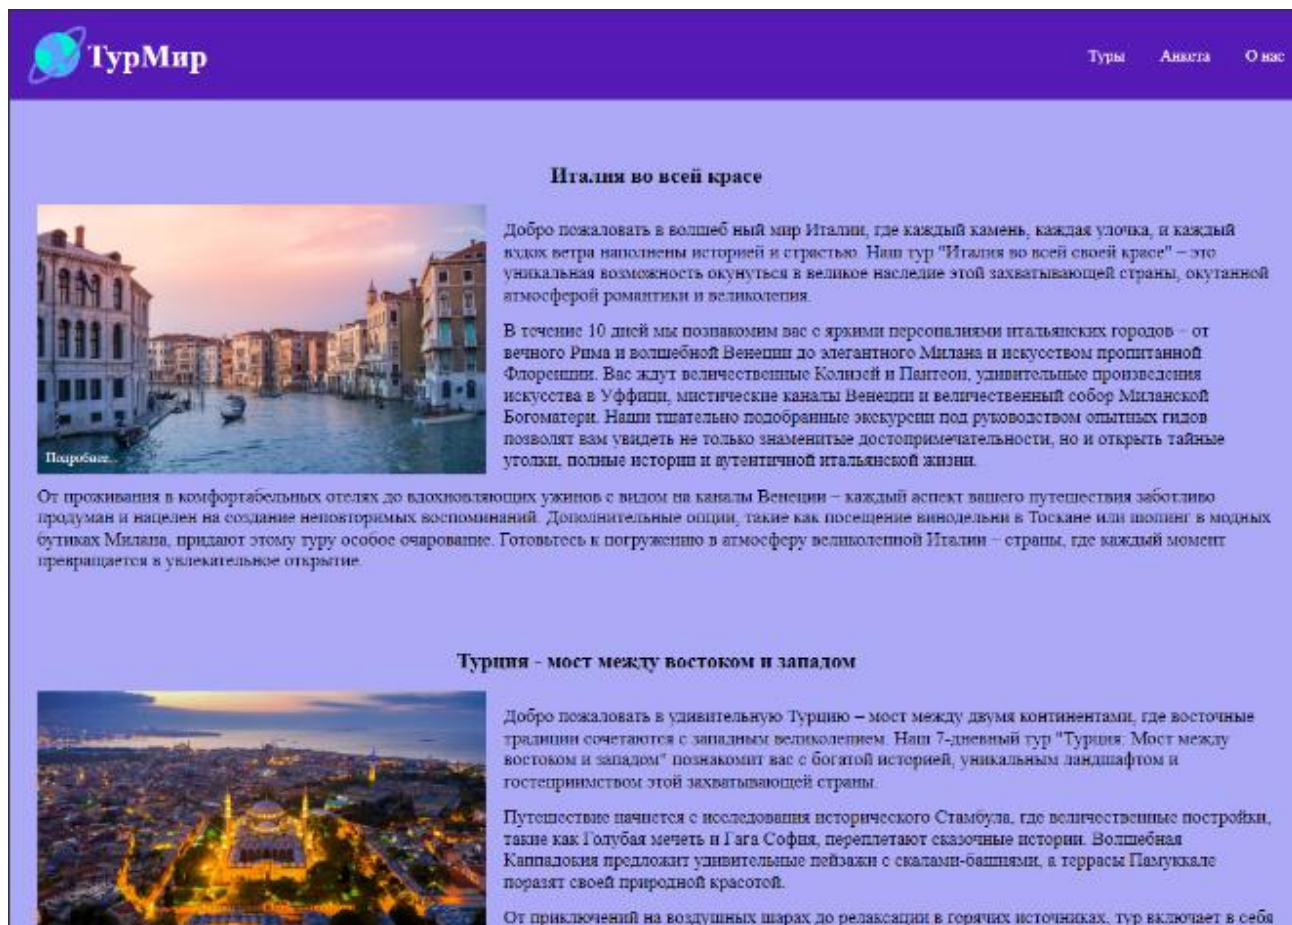 ТурМир
Туры Анкета О нас
Италия во всей красе
Добро пожаловать в волшеб ный мир Италии, где каждый камень, каждая улочка, и каждый
вздох ветра наполнены историей и страстью. Наш тур "Италия во всей своей красе" – это
уникальная возможность окунуться в великое наследие этой захватывающей страны, окутанной
атмосферой романтики и великолепия.
В течение 10 дней мы познакомим вас с яркими персоналиями итальянских городов – от
вечного Рима и волшебной Венеции до элегантного Милана и искусством пропитанной
Флоренции. Вас ждут величественные Колизей и Пантеон, удивительные произведения
искусства в Уффици, мистические каналы Венеции и величественный собор Миланской
Богоматери. Наши тщательно подобранные экскурсии под руководством опытных гидов
позволят вам увидеть не только знаменитые достопримечательности, но и открыть тайные
уголки, полные истории и аутентичной итальянской жизни.
Подробнее...
От проживания в комфортабельных отелях до вдохновляющих ужинов с видом на каналы Венеции – каждый аспект вашего путешествия заботливо
продуман и нацелен на создание неповторимых воспоминаний. Дополнительные опции, такие как посещение винодельни в Тоскане или шопинг в модных
бутиках Милана, придают этому туру особое очарование. Готовьтесь к погружению в атмосферу великолепной Италии – страны, где каждый момент
превращается в увлекательное открытие.
Турция - мост между востоком и западом
Добро пожаловать в удивительную Турцию – мост между двумя континентами, где восточные
традиции сочетаются с западным великолепием. Наш 7-дневный тур "Турция: Мост между
востоком и западом" познакомит вас с богатой историей, уникальным ландшафтом и
гостеприимством этой захватывающей страны.
Путешествие начнется с исследования исторического Стамбула, где величественные постройки,
такие как Голубая мечеть и Гага София, переплетают сказочные истории. Волшебная
Каппадокия предложит удивительные пейзажи с скалами-башнями, а террасы Памуккале
поразят своей природной красотой.
От приключений на воздушных шарах до релаксации в горячих источниках, тур включает в себя